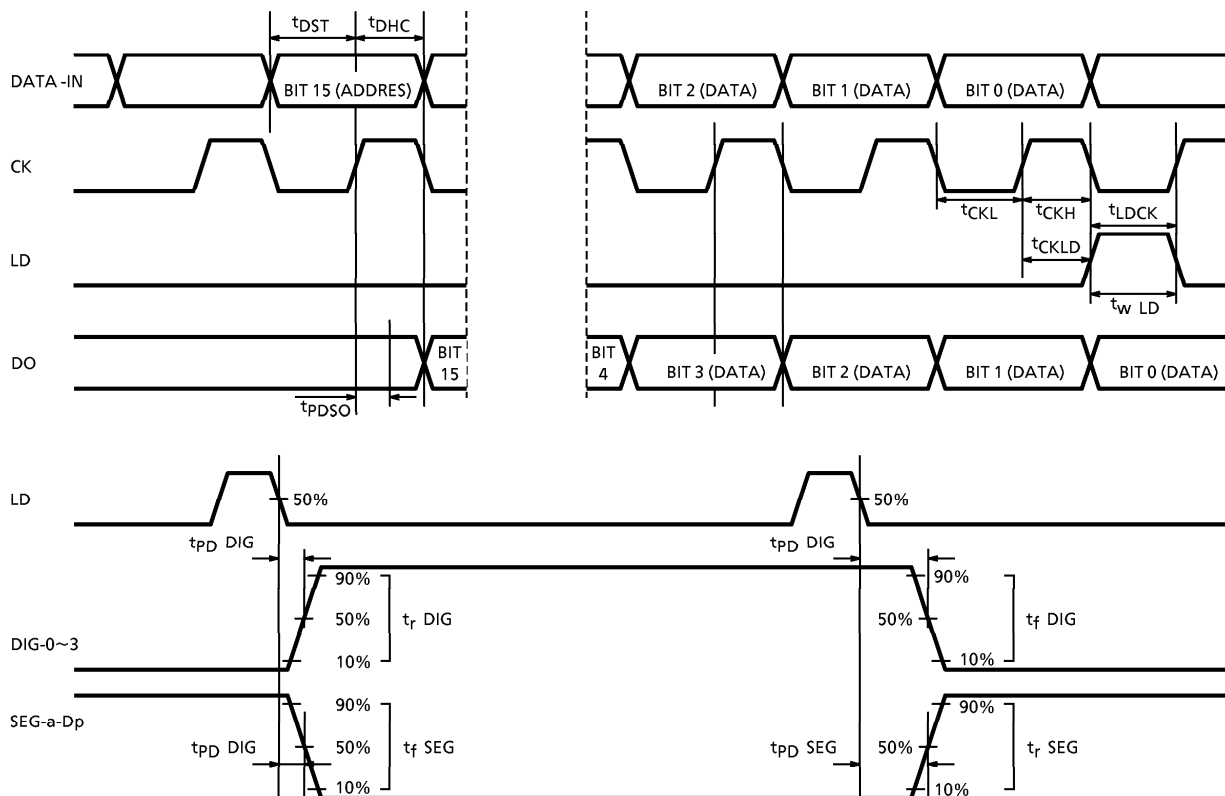 tDST tDHC
DATA-IN BIT 15 (ADDRES) BIT 2 (DATA) BIT 1 (DATA) BIT 0 (DATA)
CK
tCKL tCKH tLDCK
LD tCKLD
tw LD
DO BIT 15 BIT 4 BIT 3 (DATA) BIT 2 (DATA) BIT 1 (DATA) BIT 0 (DATA)
tPDSO
LD 50% 50%
tPD DIG tPD DIG
90% 90%
50% tr DIG 50% tf DIG
DIG-0~3 10% 10%
SEG-a-Dp 90% 90%
tPD DIG 50% tf SEG tPD SEG 50% tr SEG
10% 10%